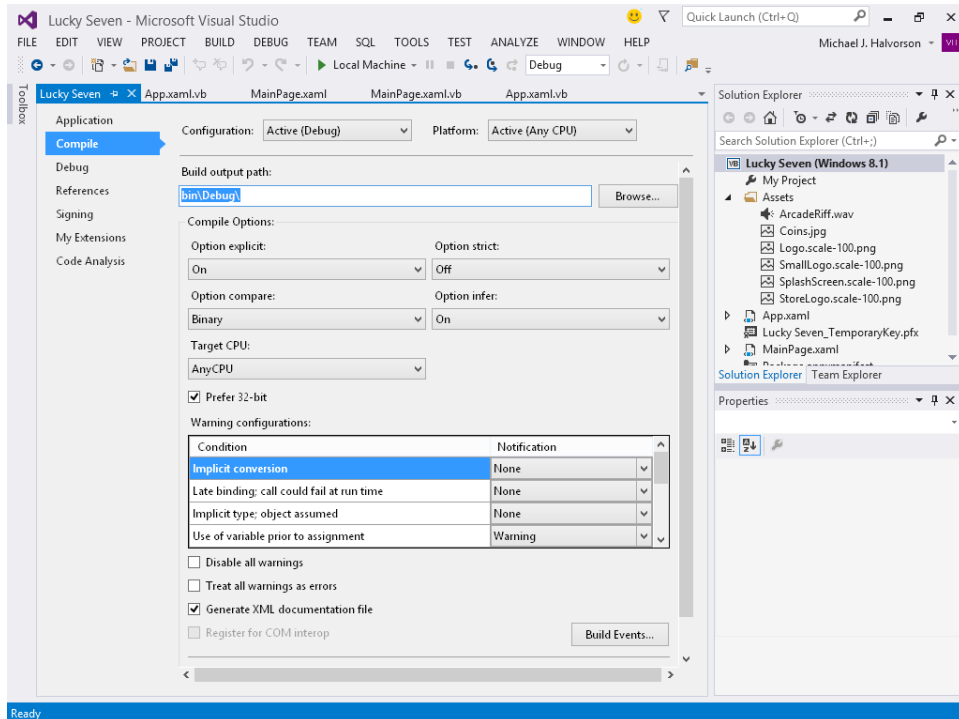 Lucky Seven - Microsoft Visual Studio
Quick Launch (Ctrl+Q)
FILE EDIT VIEW PROJECT BUILD DEBUG TEAM SQL TOOLS TEST ANALYZE WINDOW HELP
Michael J. Halvorson
Local Machine
Debug
Toolbox
Lucky Seven
App.xaml.vb
MainPage.xaml
MainPage.xaml.vb
App.xaml.vb
Application
Compile
Debug
References
Signing
My Extensions
Code Analysis
Configuration: Active (Debug)
Platform: Active (Any CPU)
Build output path:
bin\Debug\
Browse...
Compile Options:
Option explicit:
Option strict:
On
Off
Option compare:
Option infer:
Binary
On
Target CPU:
AnyCPU
Prefer 32-bit
Warning configurations:
Condition Notification
Implicit conversion None
Late binding; call could fail at run time None
Implicit type; object assumed None
Use of variable prior to assignment Warning
Disable all warnings
Treat all warnings as errors
Generate XML documentation file
Register for COM interop
Build Events...
Solution Explorer
Search Solution Explorer (Ctrl+;)
VB Lucky Seven (Windows 8.1)
My Project
Assets
ArcadeRiff.wav
Coins.jpg
Logo.scale-100.png
SmallLogo.scale-100.png
SplashScreen.scale-100.png
StoreLogo.scale-100.png
App.xaml
Lucky Seven_TemporaryKey.pfx
MainPage.xaml
Solution Explorer Team Explorer
Properties
Ready